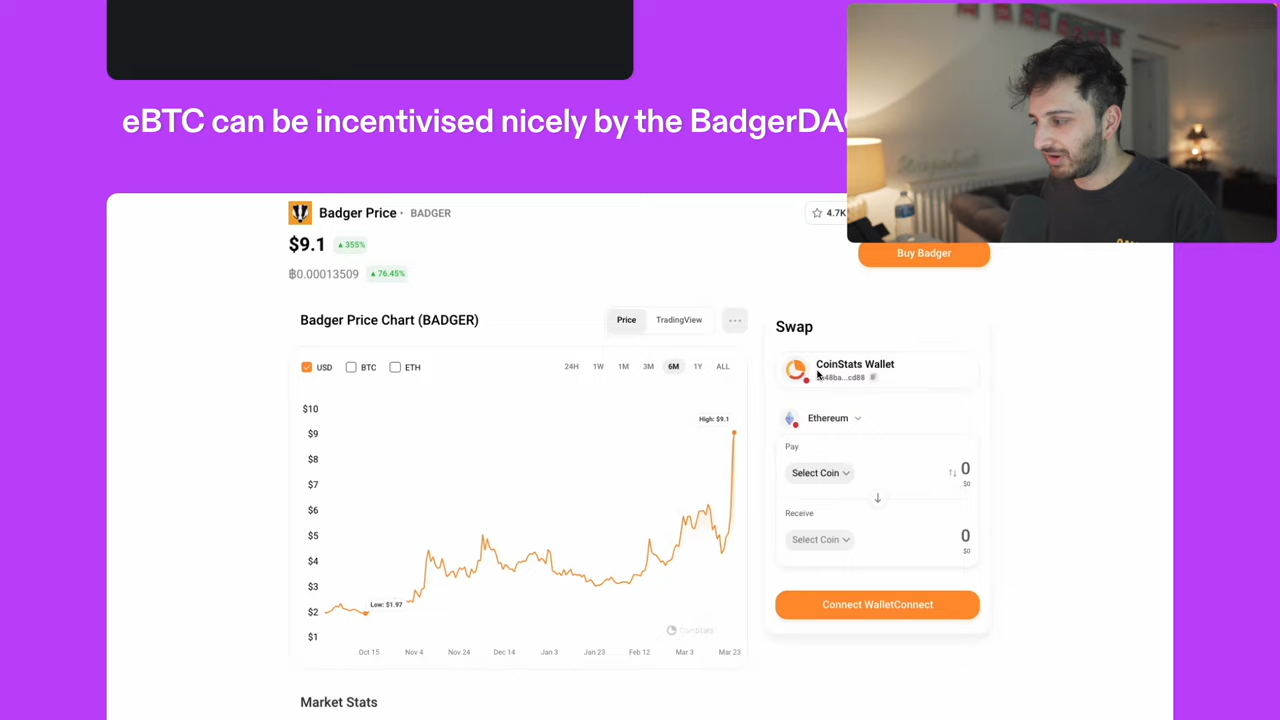 eBTC can be incentivised nicely by the BadgerDA
Badger Price · BADGER
4.7K
$9.1 355%
฿0.00013509 76.45%
Buy Badger
Badger Price Chart (BADGER)
Price TradingView
USD BTC ETH
24H 1W 1M 3M 6M 1Y ALL
$10
$9
$8
$7
$6
$5
$4
$3
$2
$1
High: $9.1
Low: $1.97
CoinStats
Oct 15 Nov 4 Nov 24 Dec 14 Jan 3 Jan 23 Feb 12 Mar 3 Mar 23
Swap
CoinStats Wallet
48ba...cd88
Ethereum
Pay
Select Coin 0
$0
Receive
Select Coin 0
$0
Connect WalletConnect
Market Stats